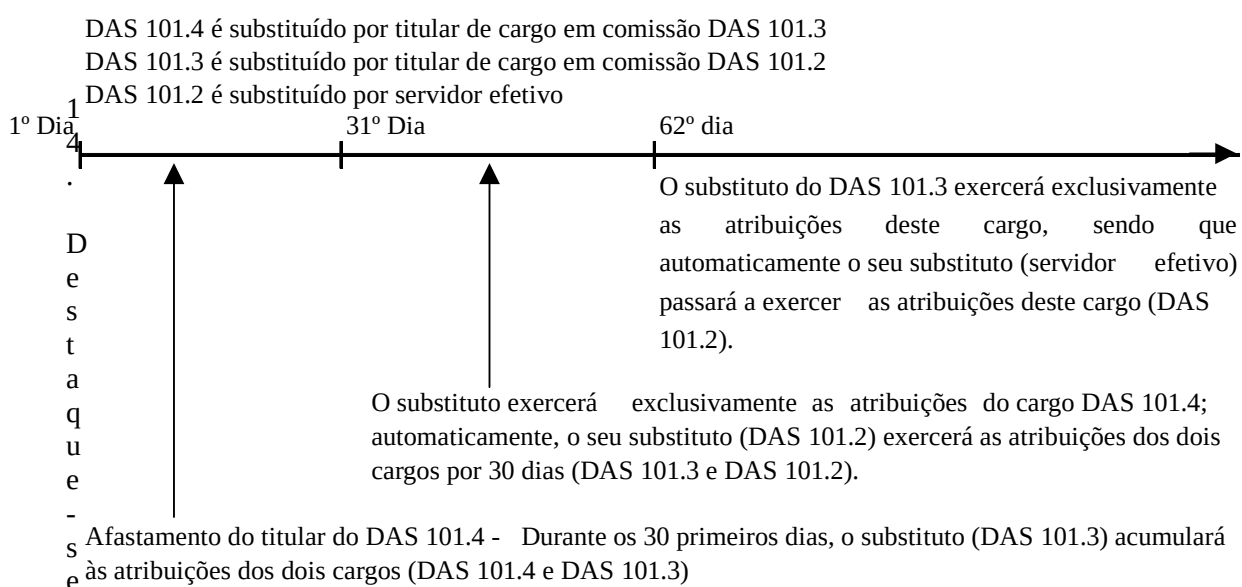 DAS 101.4 é substituído por titular de cargo em comissão DAS 101.3
DAS 101.3 é substituído por titular de cargo em comissão DAS 101.2
DAS 101.2 é substituído por servidor efetivo
1º Dia
31º Dia
62º dia
14. Destaque-se
O substituto do DAS 101.3 exercerá exclusivamente
as atribuições deste cargo, sendo que
automaticamente o seu substituto (servidor efetivo)
passará a exercer as atribuições deste cargo (DAS
101.2).
O substituto exercerá exclusivamente as atribuições do cargo DAS 101.4;
automaticamente, o seu substituto (DAS 101.2) exercerá as atribuições dos dois
cargos por 30 dias (DAS 101.3 e DAS 101.2).
Afastamento do titular do DAS 101.4 - Durante os 30 primeiros dias, o substituto (DAS 101.3) acumulará
às atribuições dos dois cargos (DAS 101.4 e DAS 101.3)